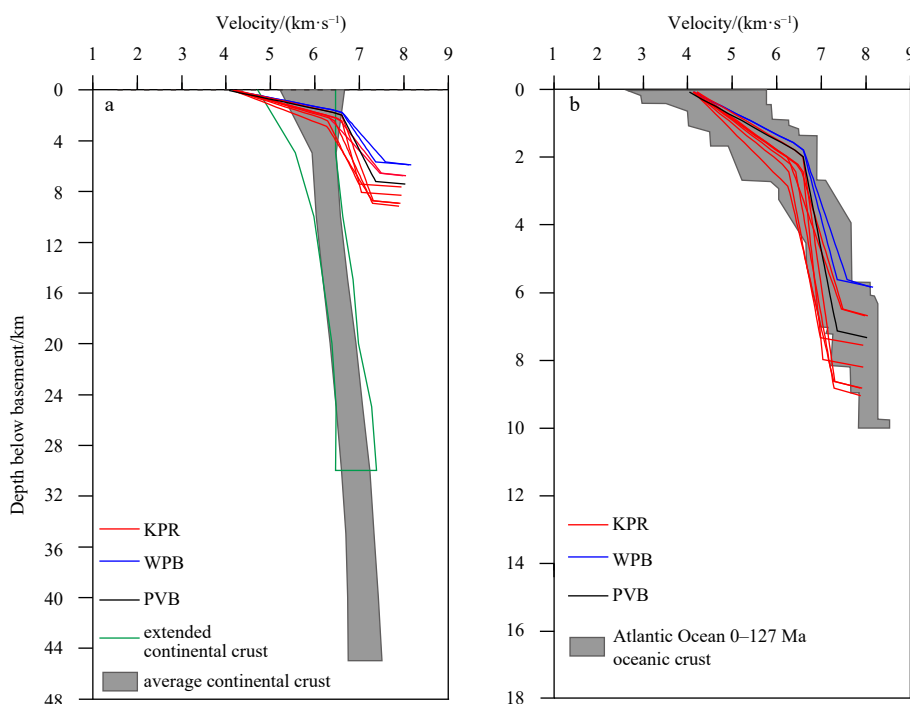 Velocity/(km·s⁻¹)
1 2 3 4 5 6 7 8 9
0
4
8
12
16
20
24
28
32
36
40
44
48
Depth below basement/km
a
KPR
WPB
PVB
extended
continental crust
average continental crust
Velocity/(km·s⁻¹)
1 2 3 4 5 6 7 8 9
0
2
4
6
8
10
12
14
16
18
b
KPR
WPB
PVB
Atlantic Ocean 0–127 Ma
oceanic crust